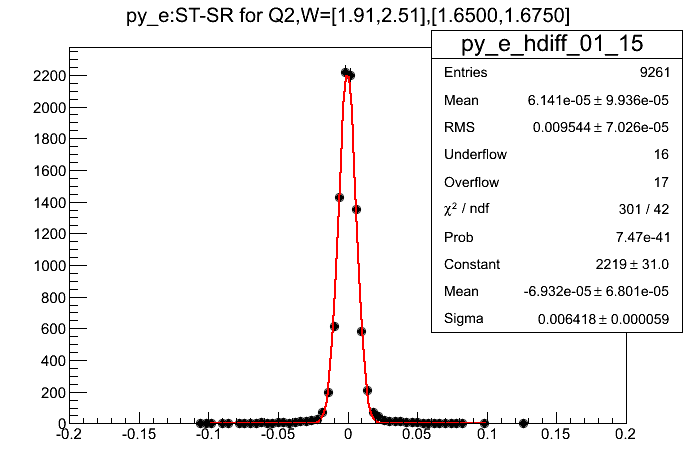 py_e:ST-SR for Q2,W=[1.91,2.51],[1.6500,1.6750]
py_e_hdiff_01_15
Entries 9261
Mean 6.141e-05 ± 9.936e-05
RMS 0.009544 ± 7.026e-05
Underflow 16
Overflow 17
χ² / ndf 301 / 42
Prob 7.47e-41
Constant 2219 ± 31.0
Mean -6.932e-05 ± 6.801e-05
Sigma 0.006418 ± 0.000059
2200
2000
1800
1600
1400
1200
1000
800
600
400
200
0
-0.2 -0.15 -0.1 -0.05 0 0.05 0.1 0.15 0.2